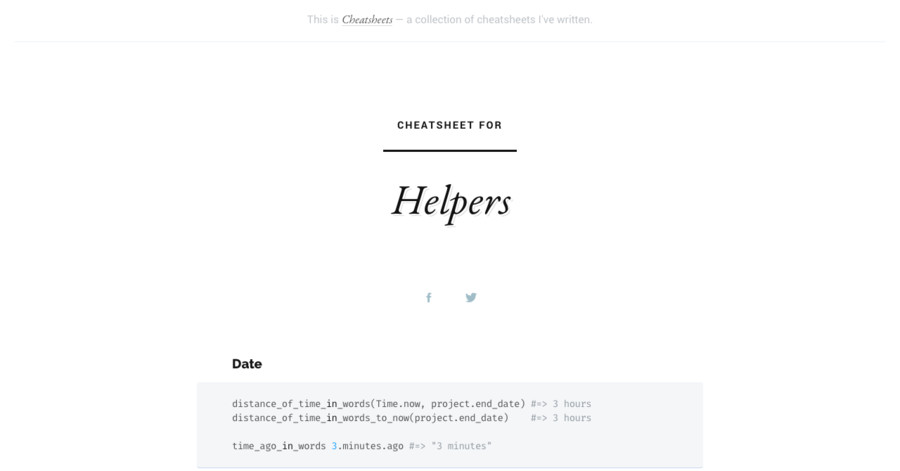 This is Cheatsheets — a collection of cheatsheets I've written.
CHEATSHEET FOR
Helpers
Date
distance_of_time_in_words(Time.now, project.end_date) #=> 3 hours
distance_of_time_in_words_to_now(project.end_date)    #=> 3 hours
time_ago_in_words 3.minutes.ago #=> "3 minutes"